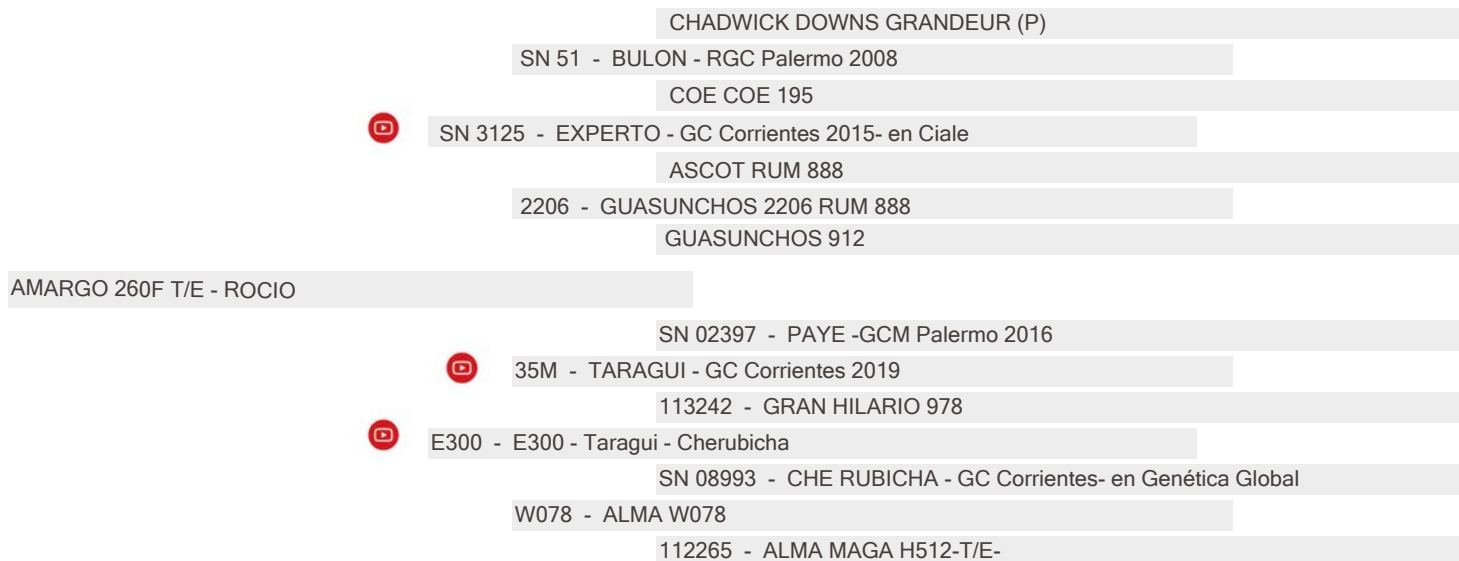 CHADWICK DOWNS GRANDEUR (P)
SN 51 - BULON - RGC Palermo 2008
COE COE 195
SN 3125 - EXPERTO - GC Corrientes 2015- en Ciale
ASCOT RUM 888
2206 - GUASUNCHOS 2206 RUM 888
GUASUNCHOS 912
AMARGO 260F T/E - ROCIO
SN 02397 - PAYE -GCM Palermo 2016
35M - TARAGUI - GC Corrientes 2019
113242 - GRAN HILARIO 978
E300 - E300 - Taragui - Cherubicha
SN 08993 - CHE RUBICHA - GC Corrientes- en Genética Global
W078 - ALMA W078
112265 - ALMA MAGA H512-T/E-